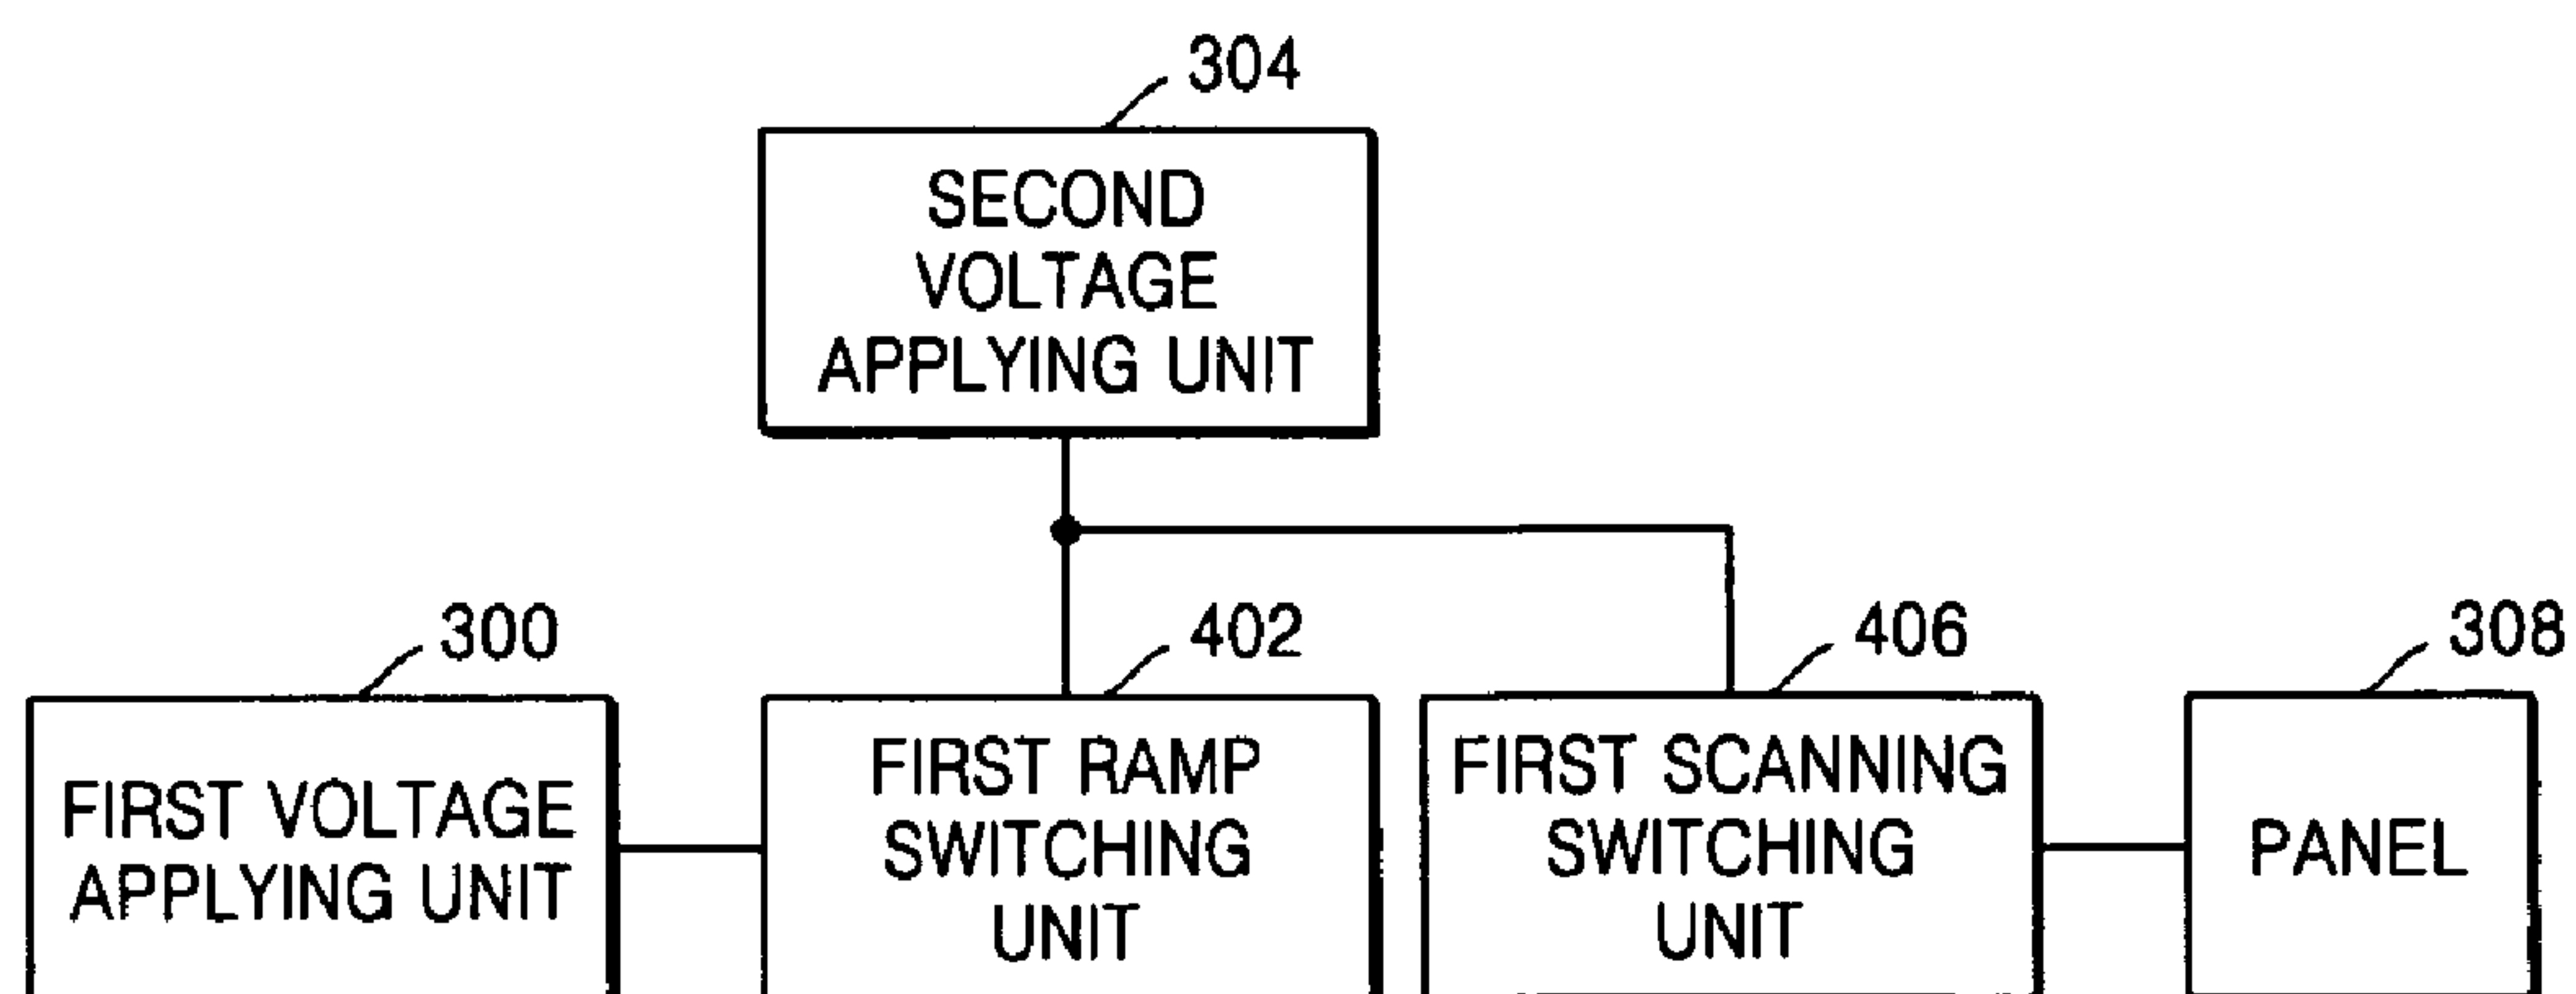 304
SECOND
VOLTAGE
APPLYING UNIT
300
402
406
308
FIRST VOLTAGE
APPLYING UNIT
FIRST RAMP
SWITCHING
UNIT
FIRST SCANNING
SWITCHING
UNIT
PANEL